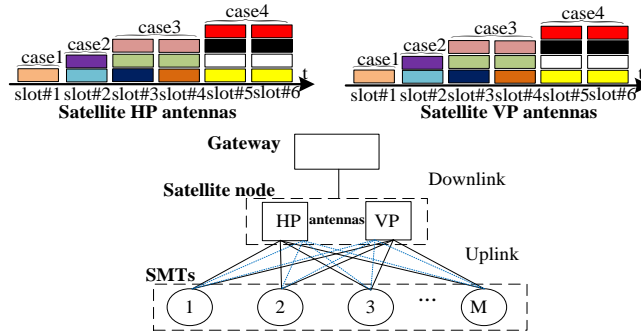 case4
case3
case2
case1
t
slot#1 slot#2 slot#3 slot#4 slot#5 slot#6
Satellite HP antennas
case4
case3
case2
case1
t
slot#1 slot#2 slot#3 slot#4 slot#5 slot#6
Satellite VP antennas
Gateway
Downlink
Satellite node
HP antennas VP
Uplink
SMTs
1 2 3 ... M